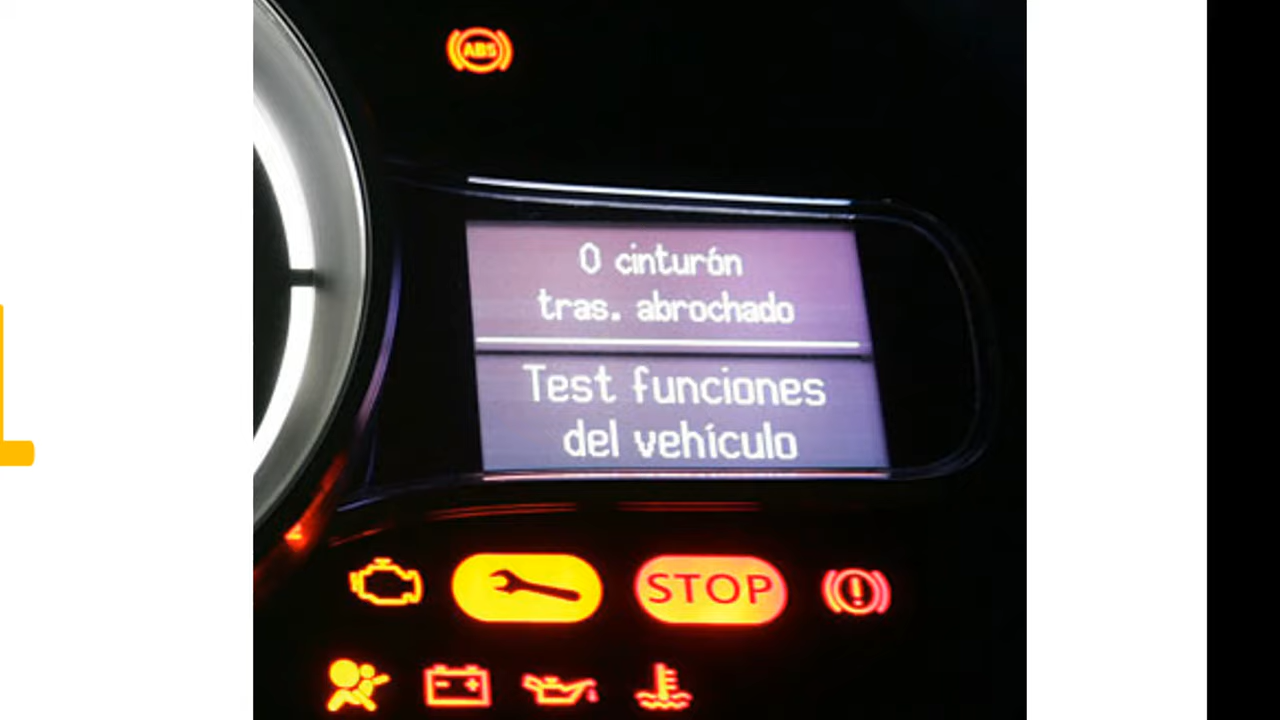 ABS
0 cinturón
tras. abrochado
Test funciones
del vehículo
STOP